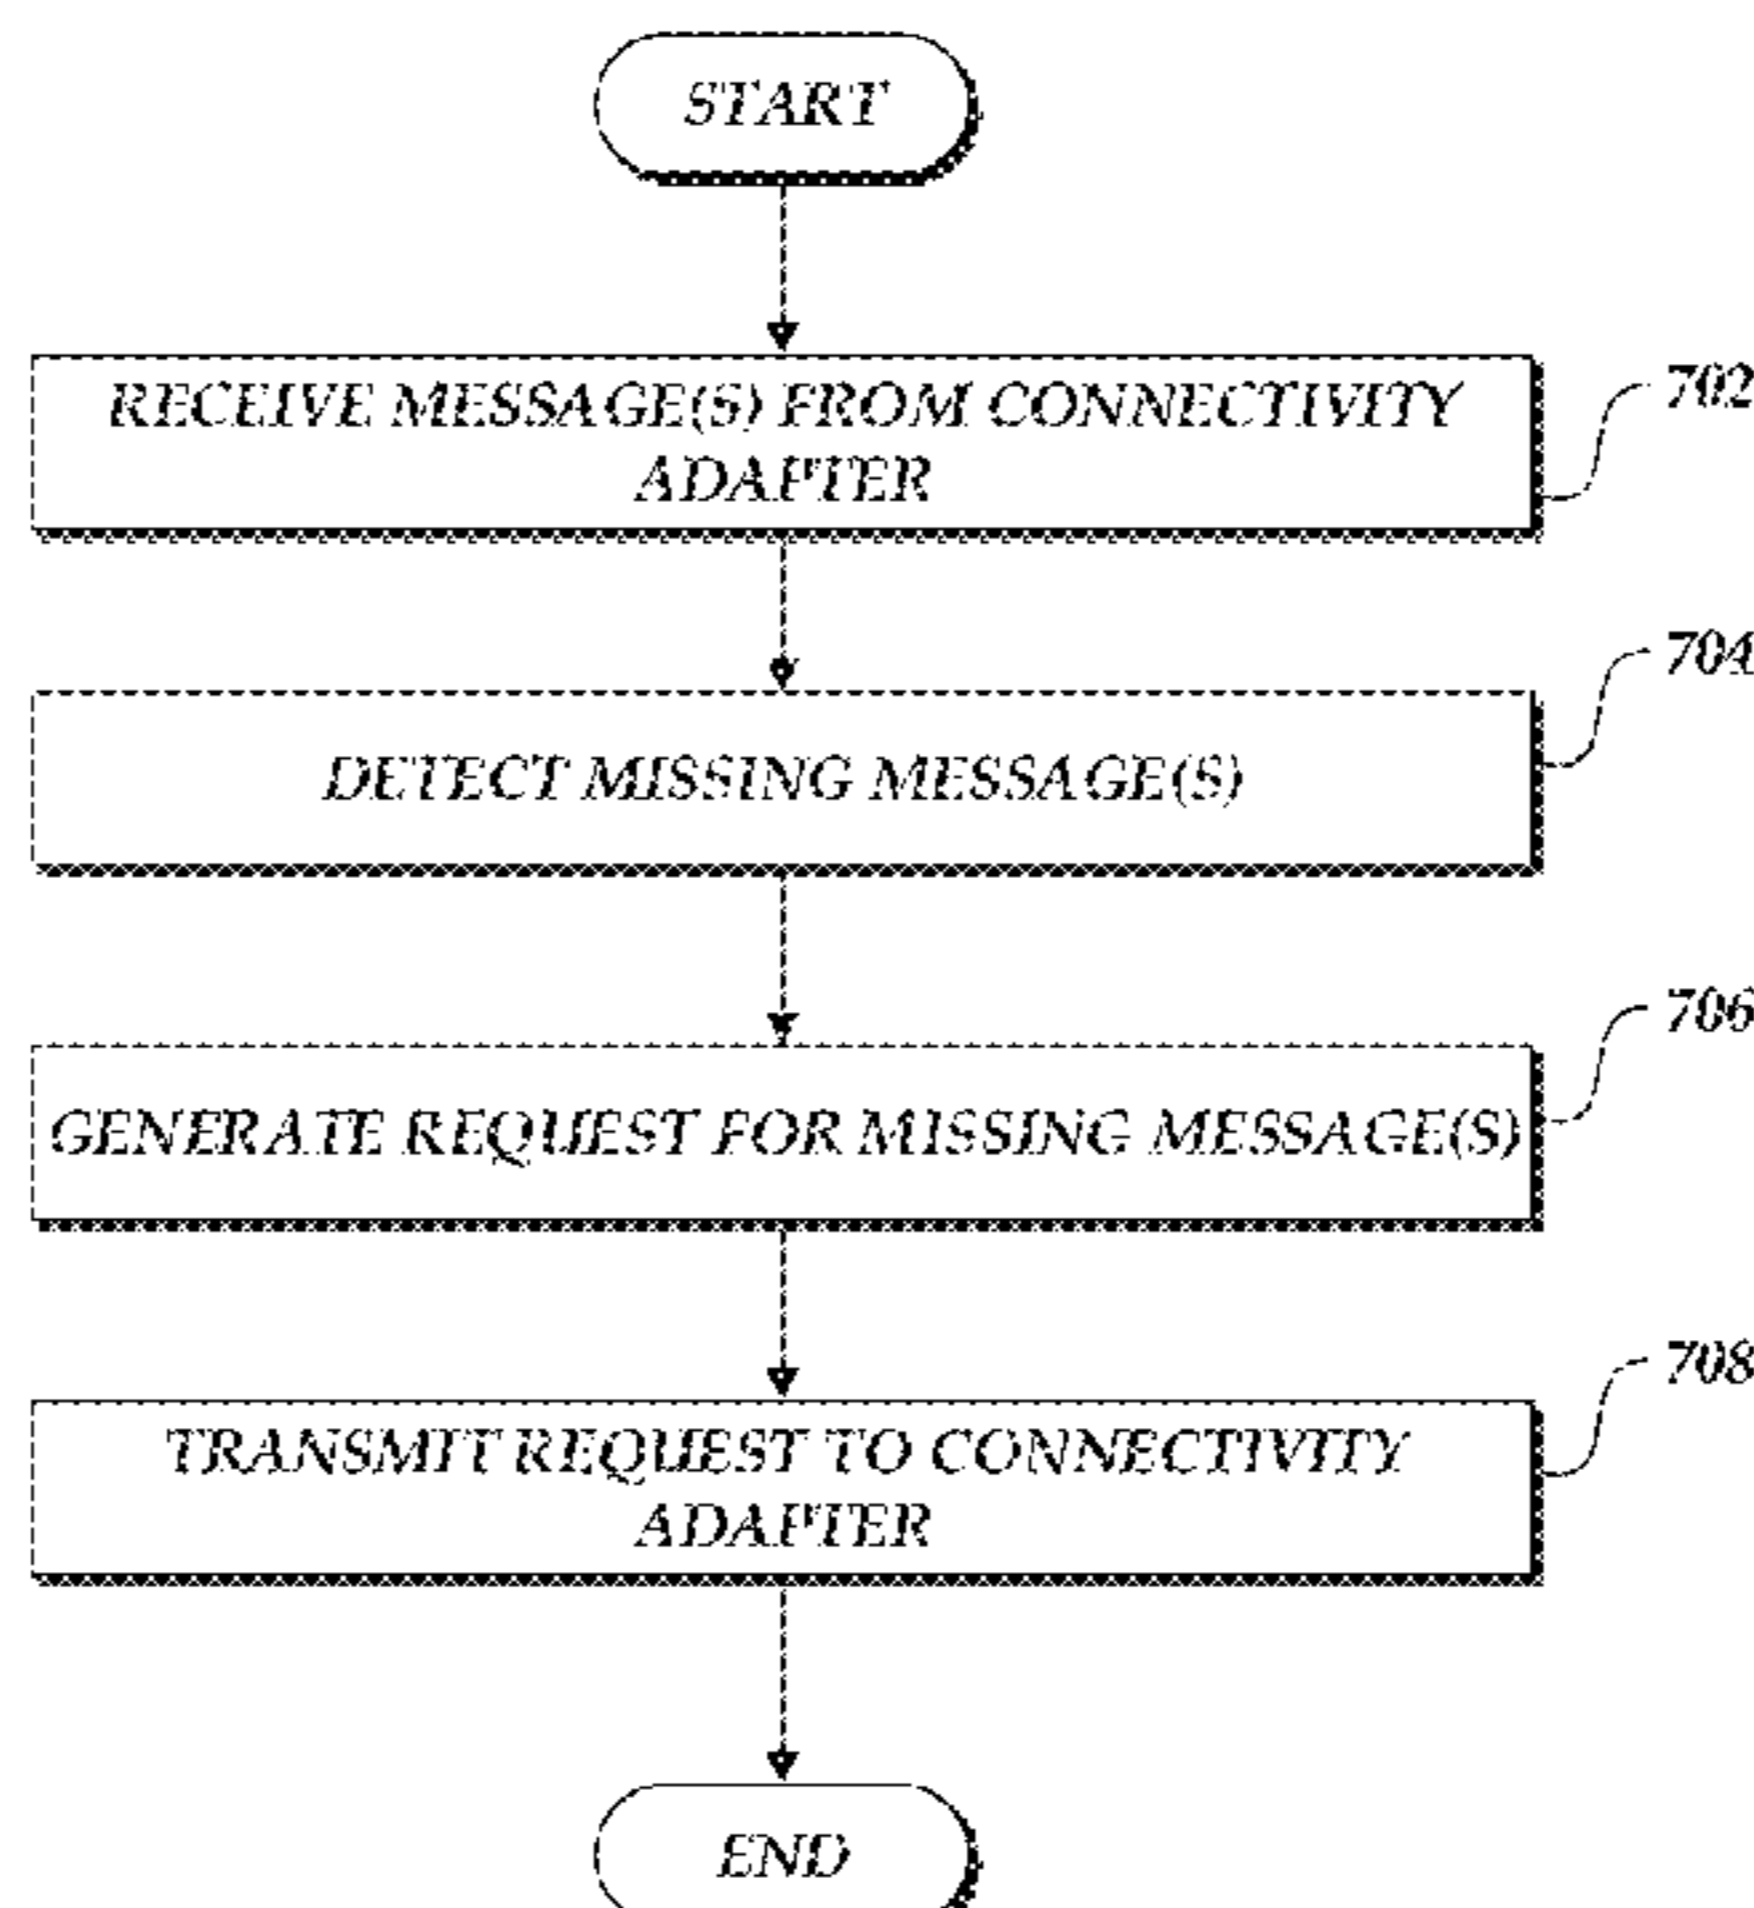 START
RECEIVE MESSAGE(S) FROM CONNECTIVITY
ADAPTER
702
704
DETECT MISSING MESSAGE(S)
706
GENERATE REQUEST FOR MISSING MESSAGE(S)
708
TRANSMIT REQUEST TO CONNECTIVITY
ADAPTER
END